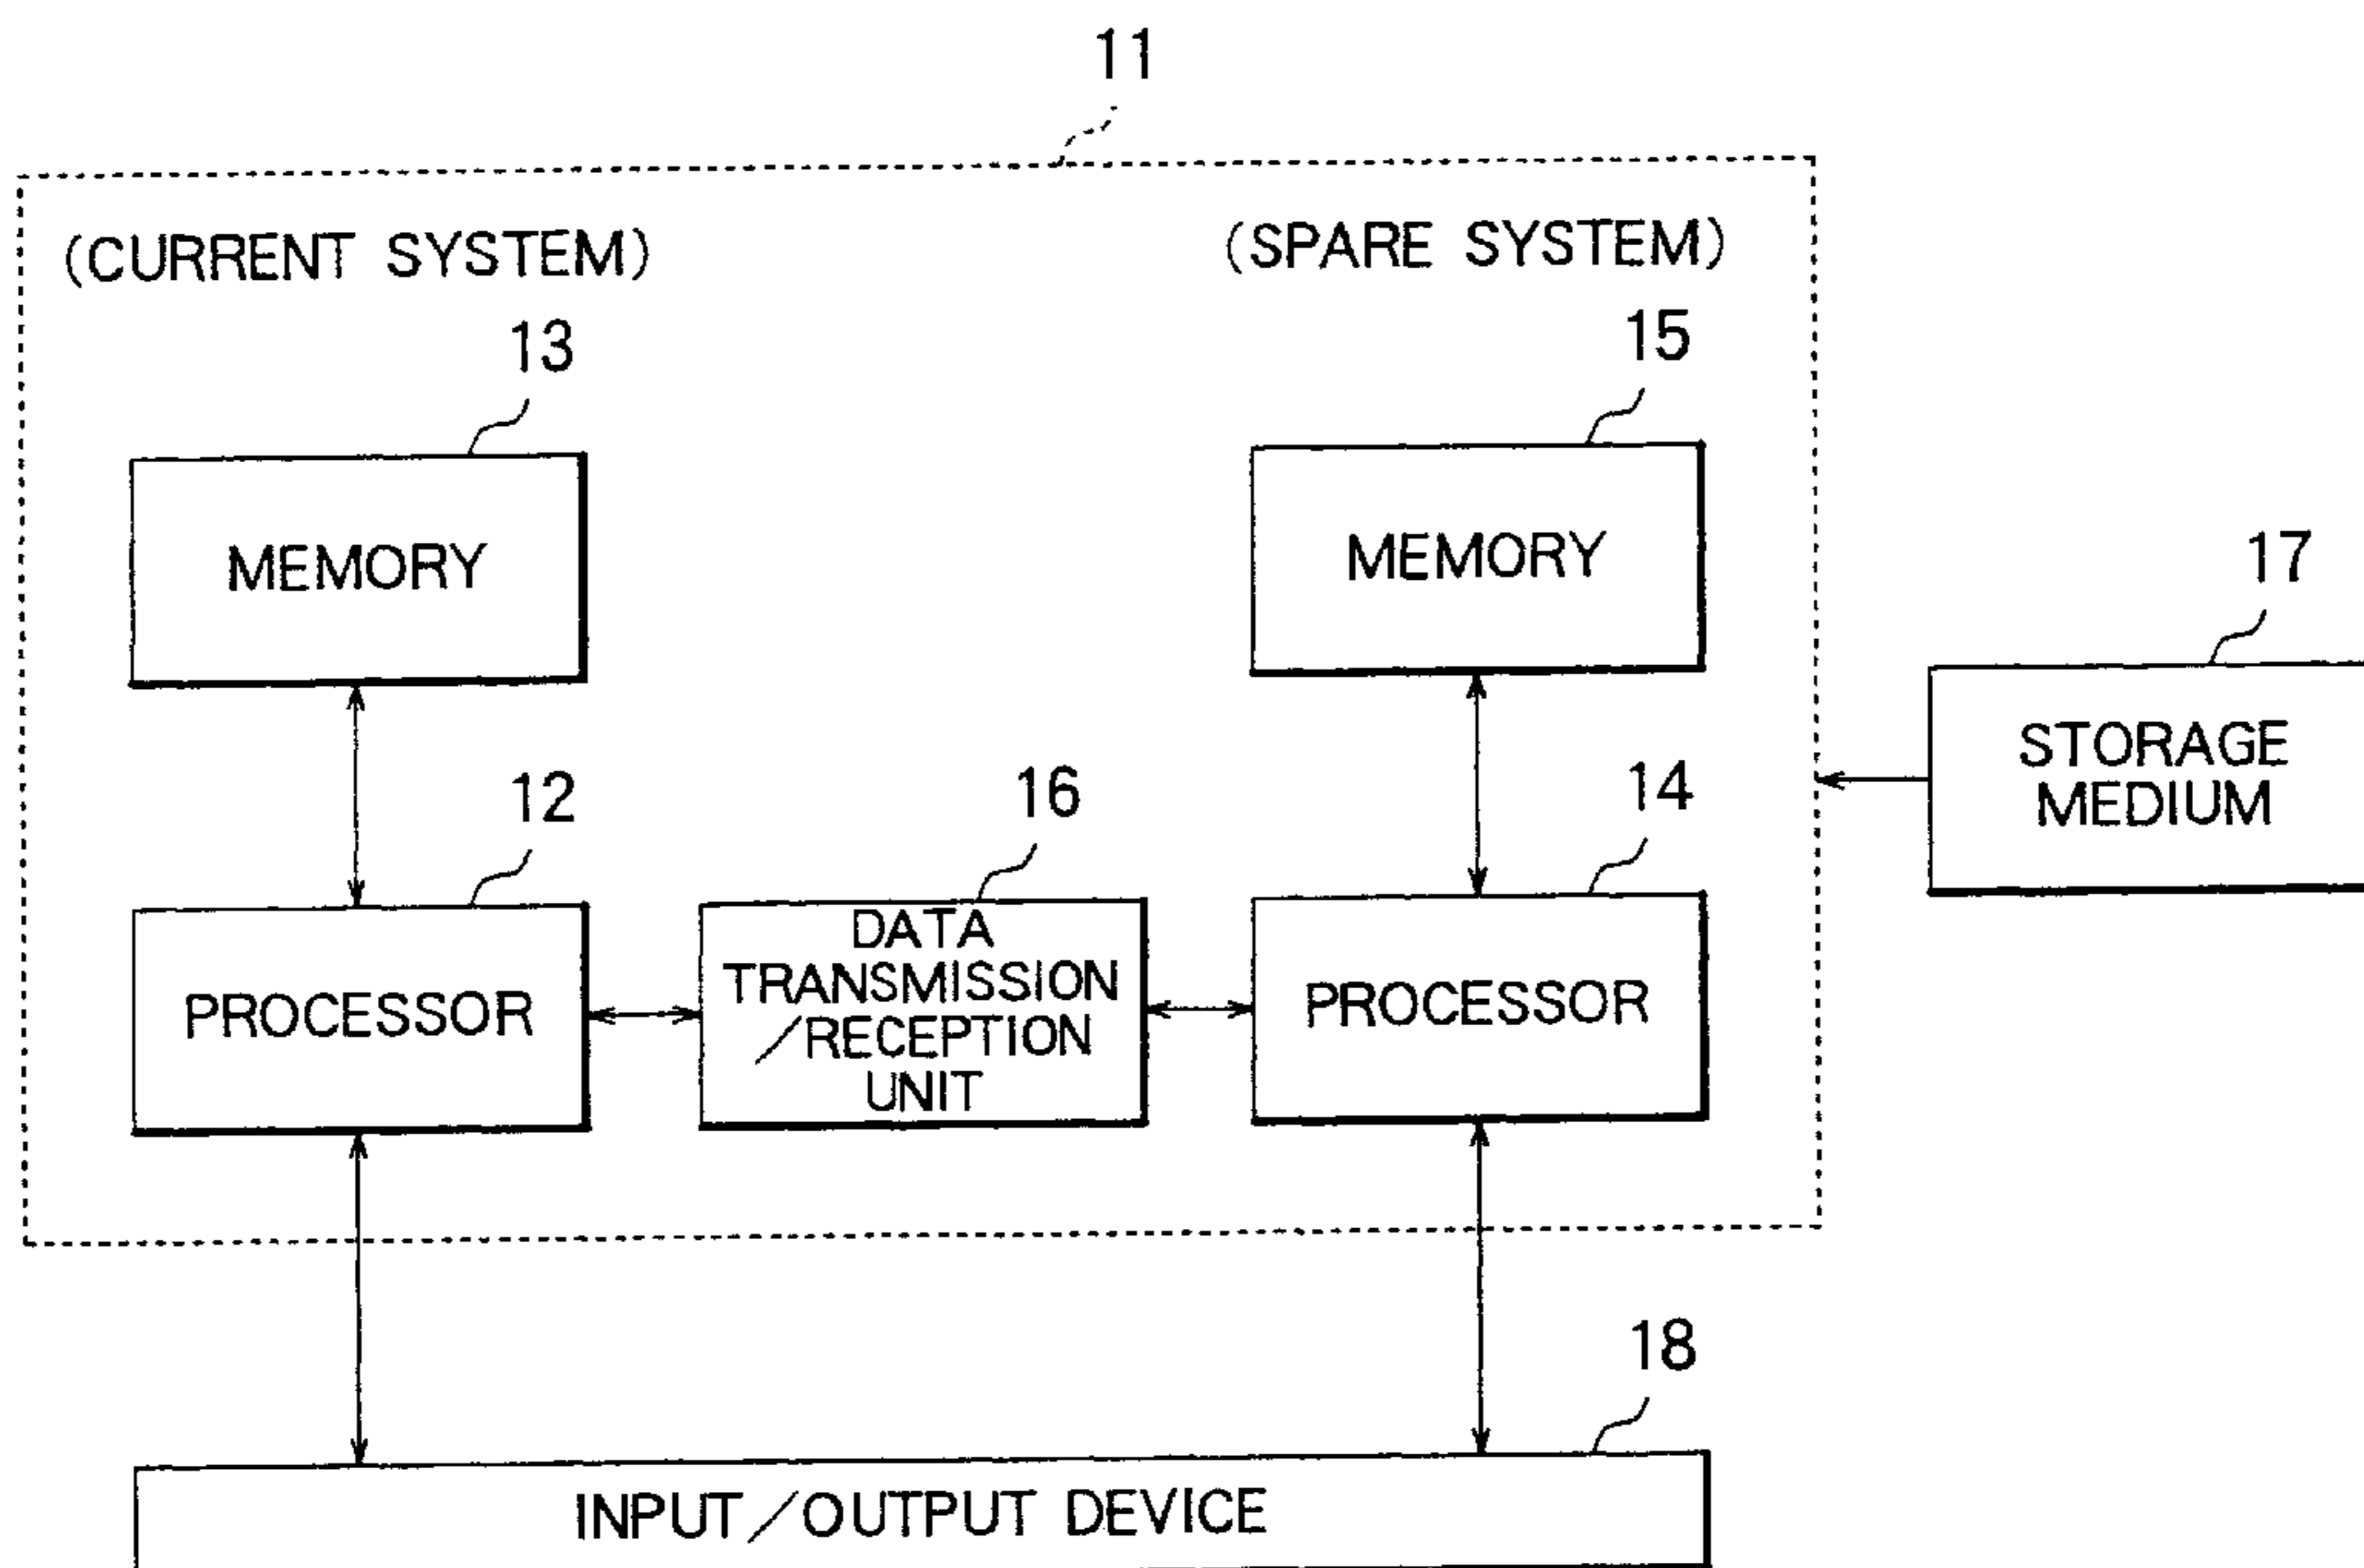 11
(CURRENT SYSTEM)
(SPARE SYSTEM)
13
15
MEMORY
MEMORY
17
STORAGE
MEDIUM
12
16
14
PROCESSOR
DATA
TRANSMISSION
/RECEPTION
UNIT
PROCESSOR
18
INPUT/OUTPUT DEVICE